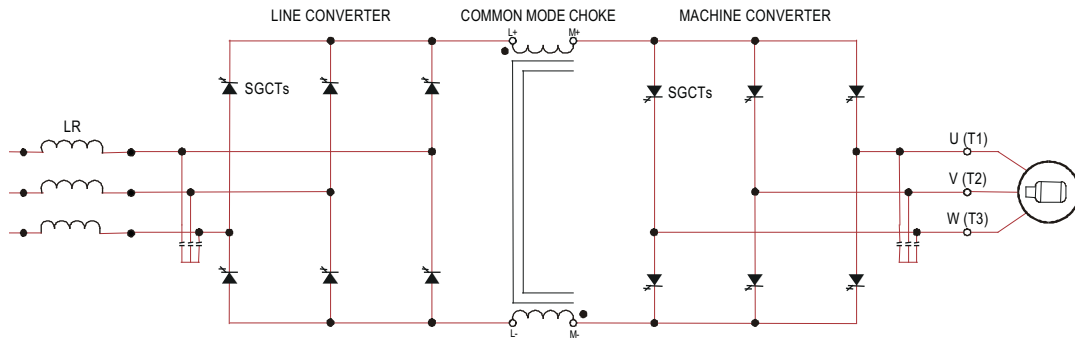 LINE CONVERTER
COMMON MODE CHOKE
MACHINE CONVERTER
L+
M+
SGCTs
SGCTs
LR
U (T1)
V (T2)
W (T3)
L-
M-